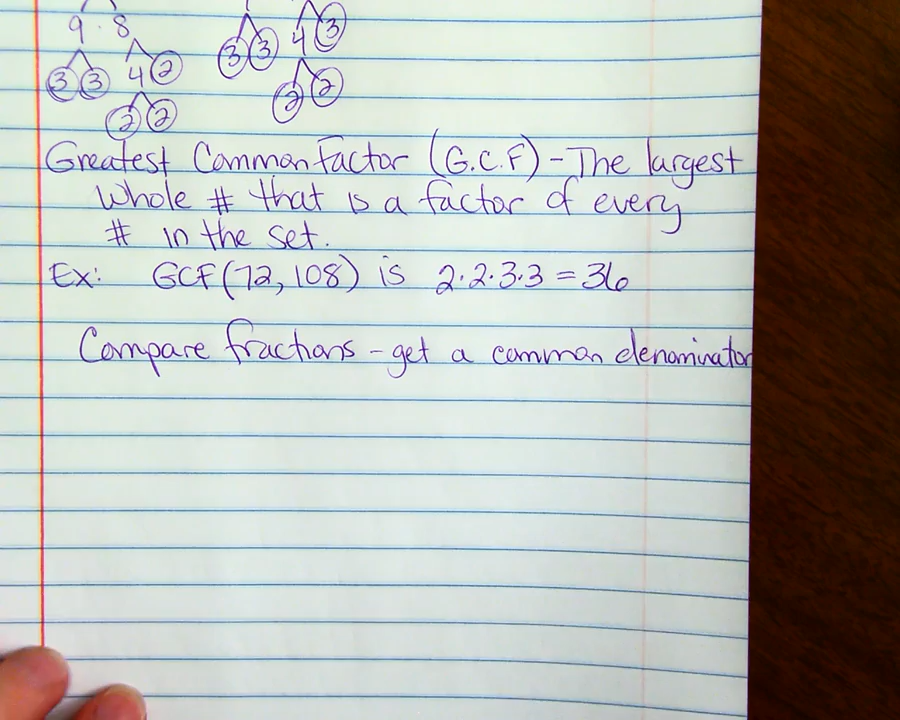 9 · 8
3 3 4 2 3 3 4 3
2 2 2 2
Greatest Common Factor (G.C.F) - The largest
Whole # that is a factor of every
# in the set.
Ex: GCF(72, 108) is 2·2·3·3 = 36
Compare fractions - get a common denominator